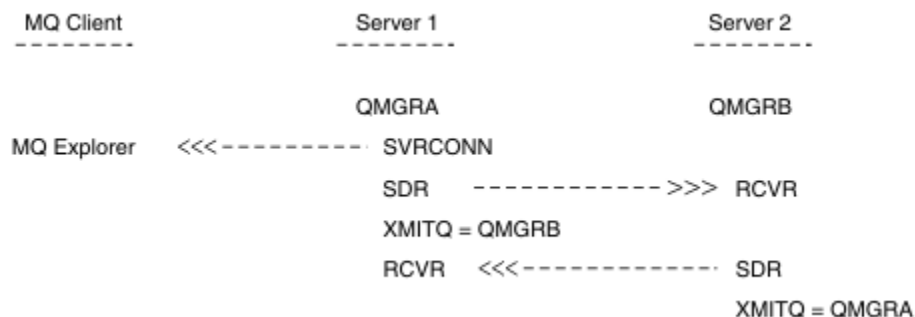 MQ Client Server 1 Server 2
QMGRA QMGRB
MQ Explorer <<<---------- SVRCONN
SDR ------------->>> RCVR
XMITQ = QMGRB
RCVR <<<-------------- SDR
XMITQ = QMGRA